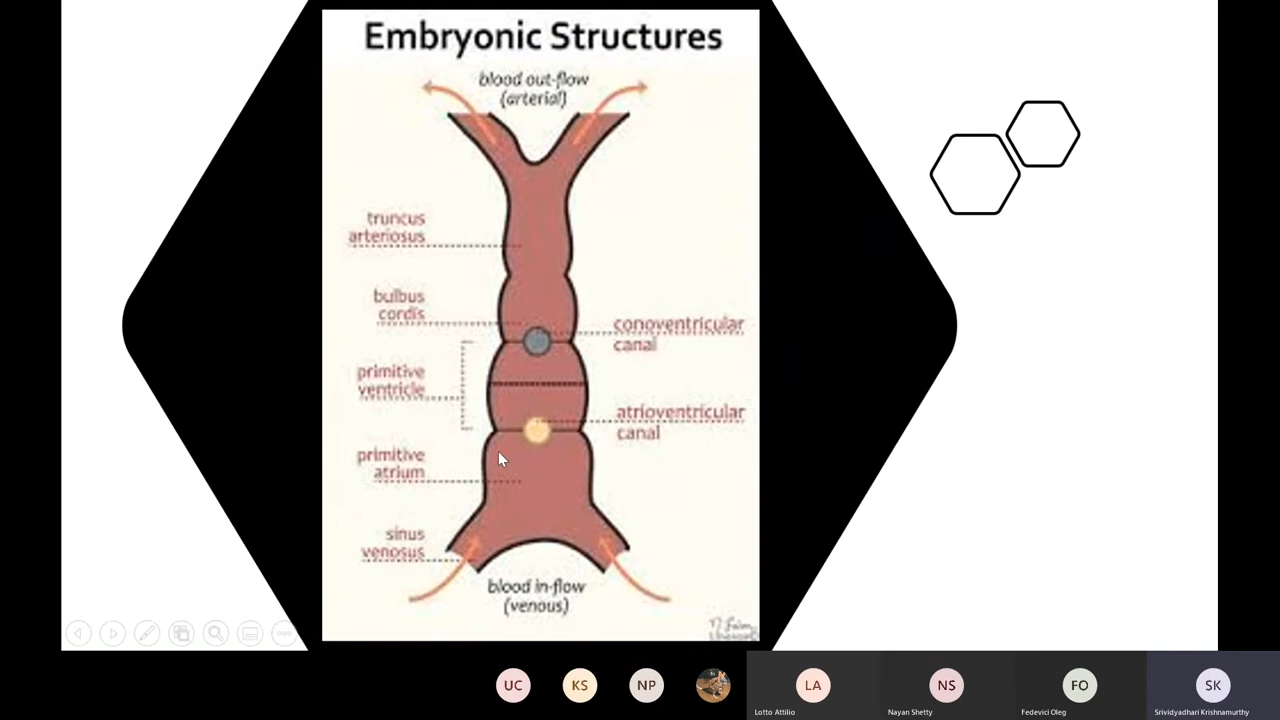 Embryonic Structures
blood out-flow
(arterial)
truncus
arteriosus
bulbus
cordis
conoventricular
canal
primitive
ventricle
atrioventricular
canal
primitive
atrium
sinus
venosus
blood in-flow
(venous)
UC
KS
NP
LA
NS
FO
SK
Lotto Attilio
Nayan Shetty
Fedevici Oleg
Srividyadhari Krishnamurthy